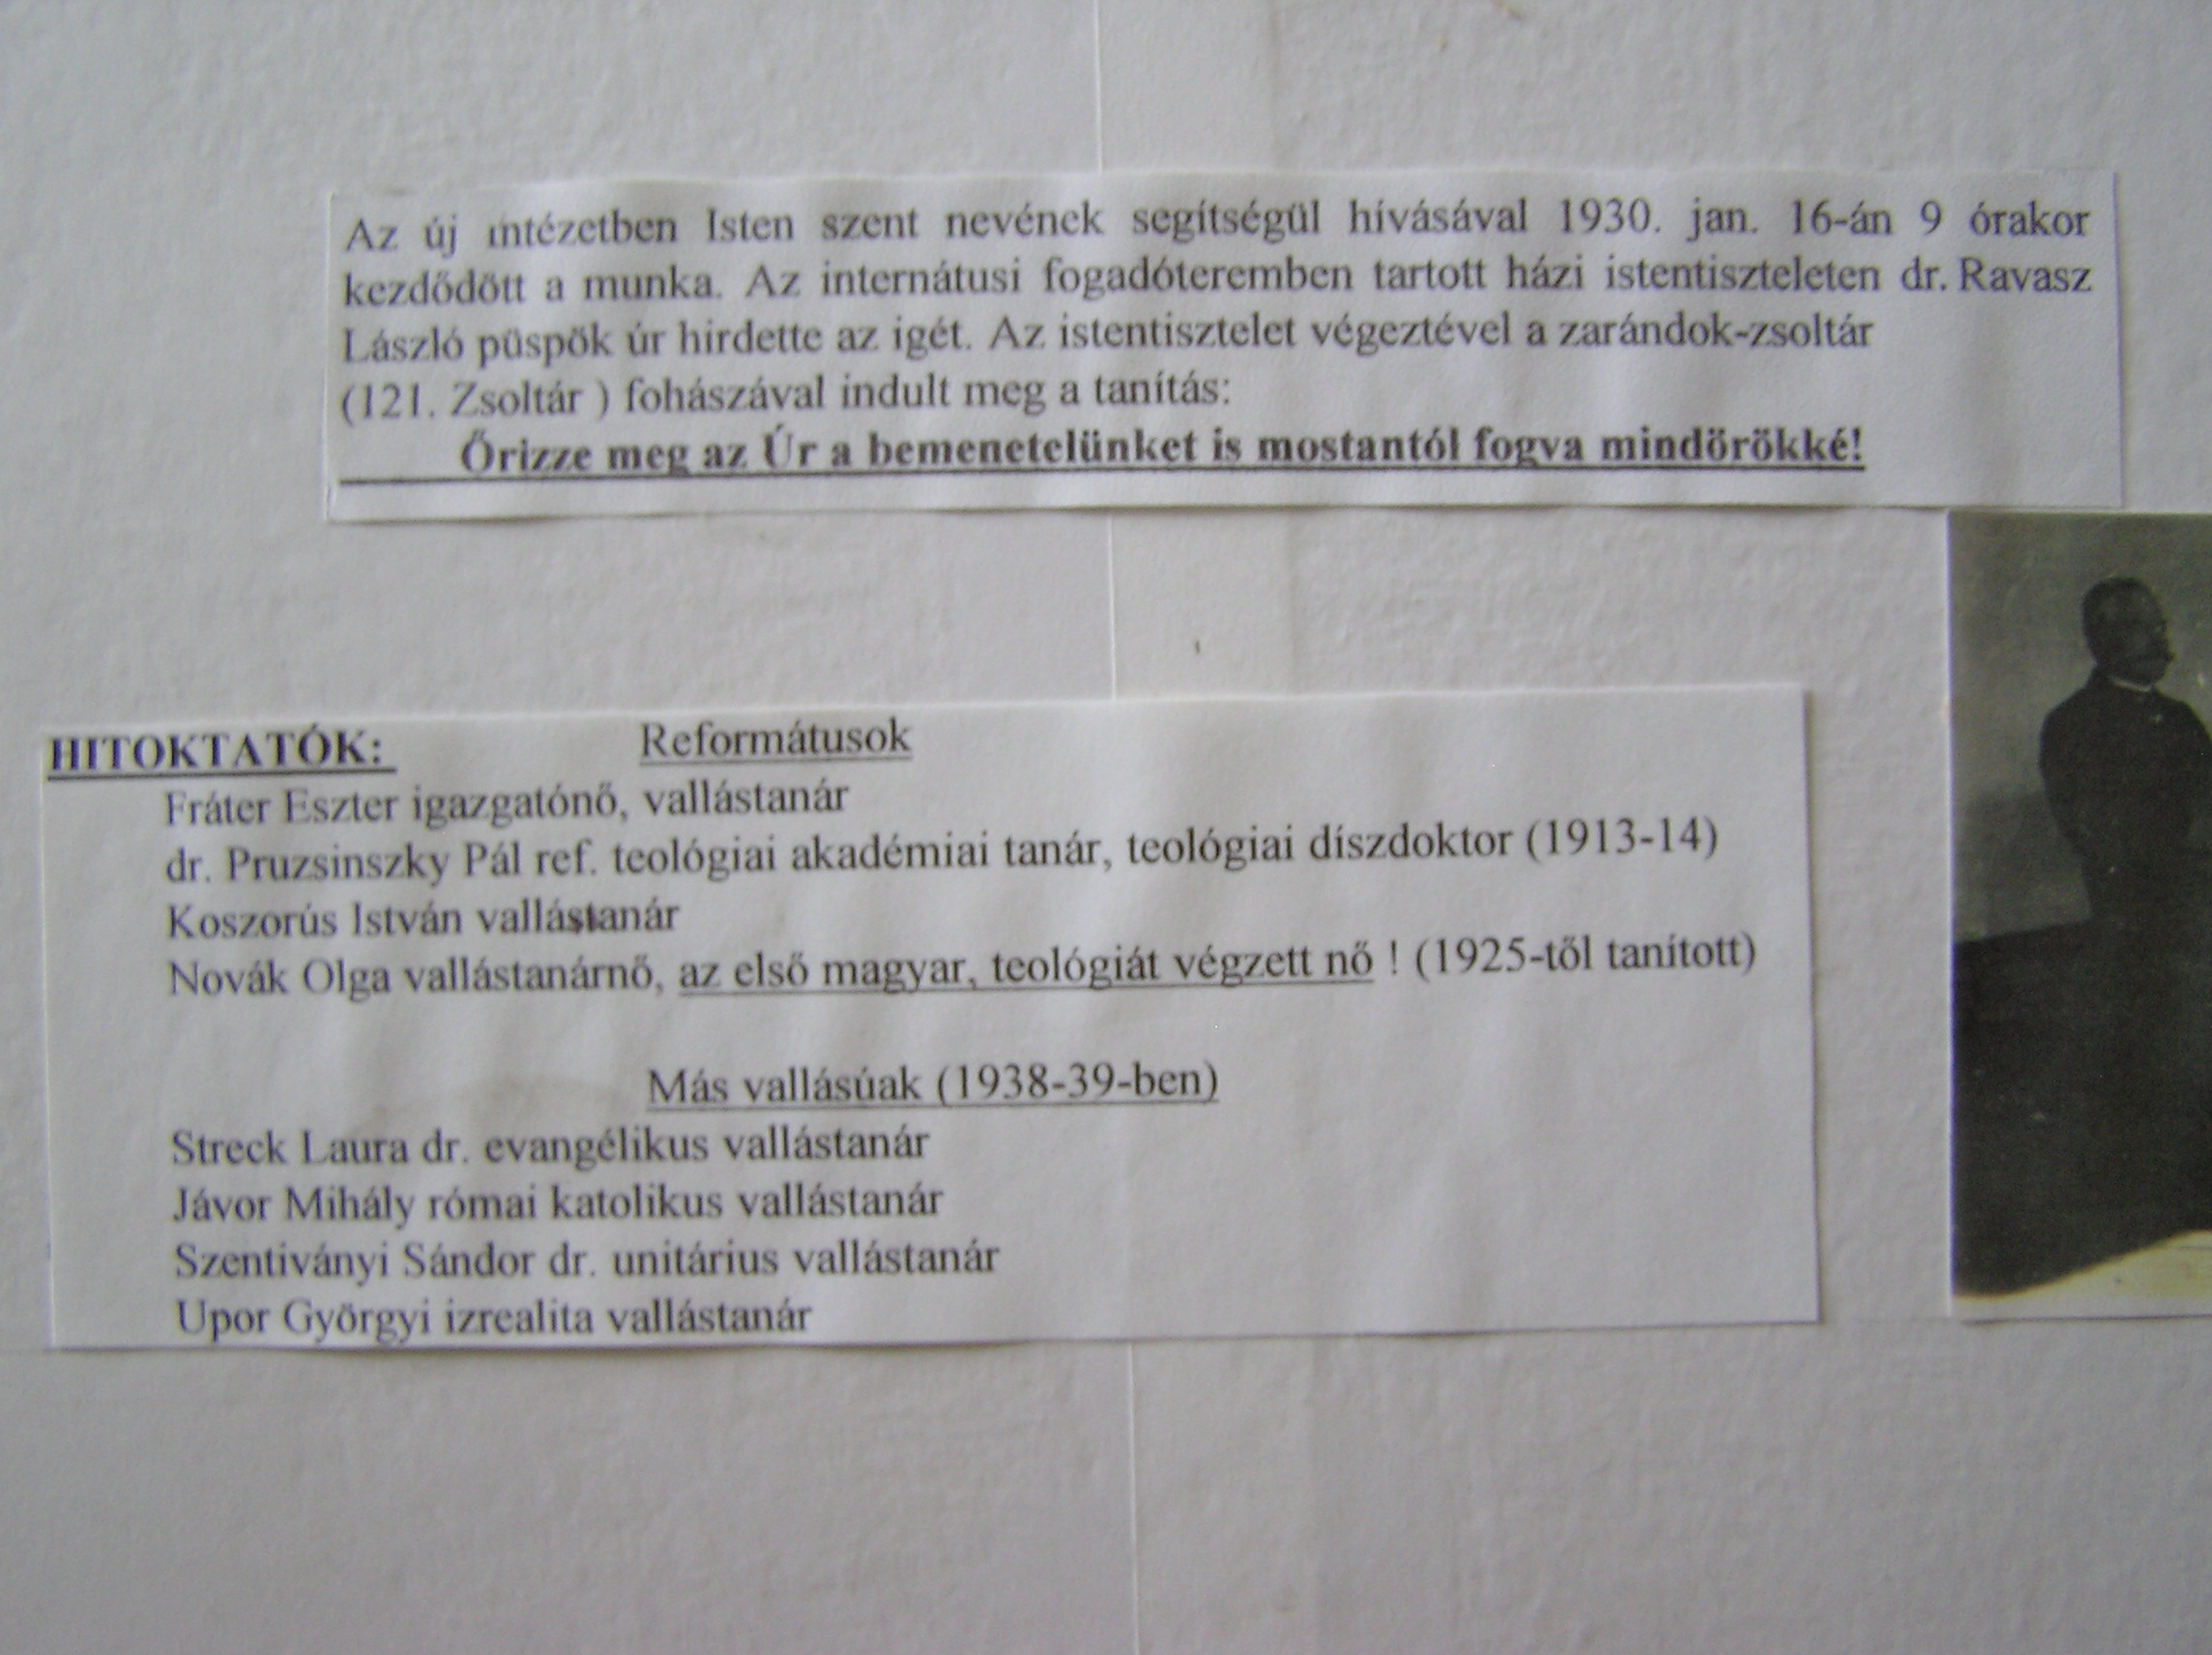 Az új intézetben Isten szent nevének segítségül hívásával 1930. jan. 16-án 9 órakor
kezdődött a munka. Az internátusi fogadóteremben tartott házi istentiszteleten dr. Ravasz
László püspök úr hirdette az igét. Az istentisztelet végeztével a zarándok-zsoltár
(121. Zsoltár ) fohászával indult meg a tanítás:
Őrizze meg az Úr a bemenetelünket is mostantól fogva mindörökké!
HITOKTATÓK: Reformátusok
Fráter Eszter igazgatónő, vallástanár
dr. Pruzsinszky Pál ref. teológiai akadémiai tanár, teológiai díszdoktor (1913-14)
Koszorús István vallástanár
Novák Olga vallástanárnő, az első magyar, teológiát végzett nő ! (1925-től tanított)
Más vallásúak (1938-39-ben)
Streck Laura dr. evangélikus vallástanár
Jávor Mihály római katolikus vallástanár
Szentiványi Sándor dr. unitárius vallástanár
Upor Györgyi izrealita vallástanár